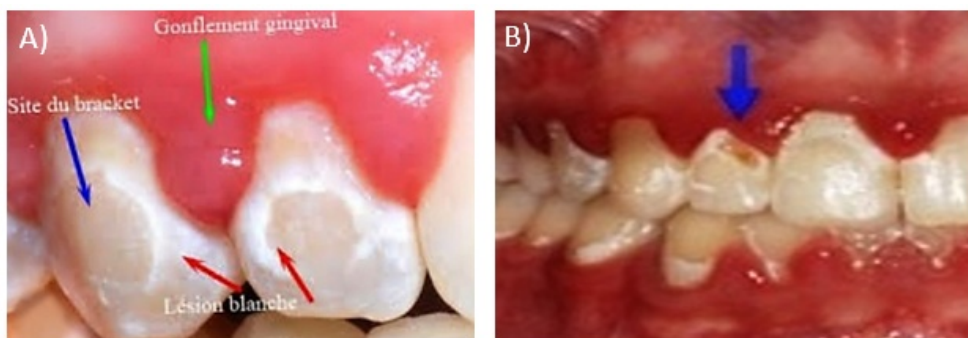 A)
Gonflement gingival
Site du bracket
Lésion blanche
B)